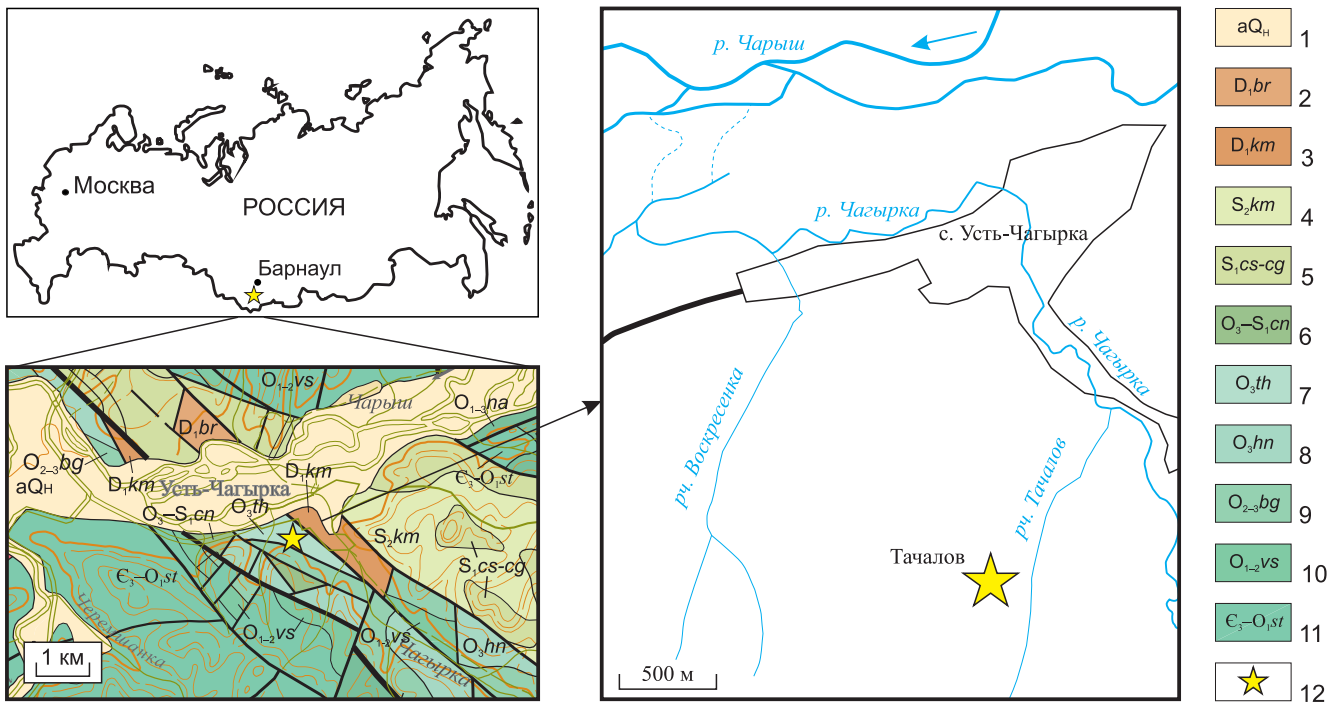 Москва
РОССИЯ
Барнаул
O₁₋₂vs
Чарыш
O₁₋₃na
D₁br
O₂₋₃bg
aQн
D₁km
Усть-Чагырка
D₁km
Є₃–O₁st
O₃–S₁cn
O₃th
S₂km
S₁cs-cg
Є₃–O₁st
Черемшанка
O₁₋₂vs
O₁₋₂vs
Чагырка
O₃hn
1 км
р. Чарыш
р. Чагырка
с. Усть-Чагырка
р. Чагырка
рч. Воскресенка
рч. Тачалов
Тачалов
500 м
aQн 1
D₁br 2
D₁km 3
S₂km 4
S₁cs-cg 5
O₃–S₁cn 6
O₃th 7
O₃hn 8
O₂₋₃bg 9
O₁₋₂vs 10
Є₃–O₁st 11
12